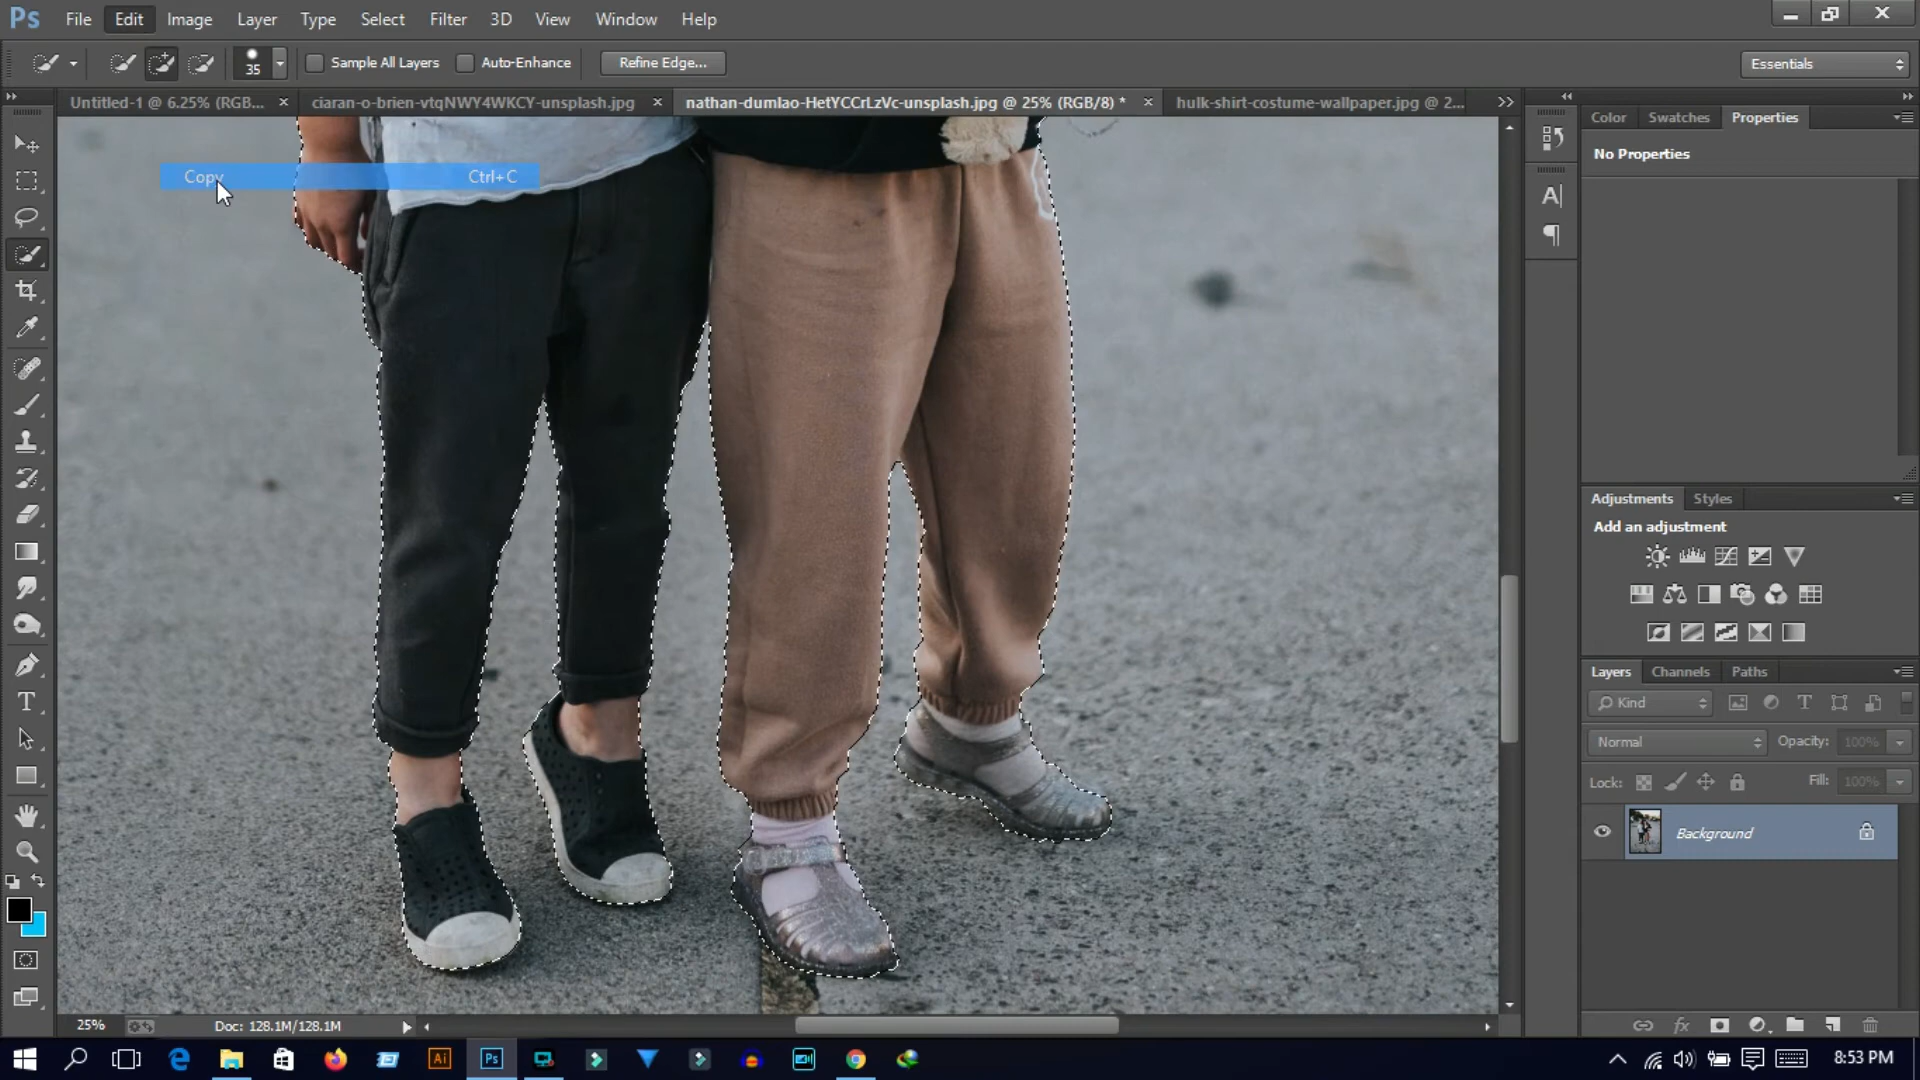 Ps File Edit Image Layer Type Select Filter 3D View Window Help
35 Sample All Layers Auto-Enhance Refine Edge... Essentials
Untitled-1 @ 6.25% (RGB... ciaran-o-brien-vtqNWY4WKCY-unsplash.jpg nathan-dumlao-HetYCCrLzVc-unsplash.jpg @ 25% (RGB/8) * hulk-shirt-costume-wallpaper.jpg @ 2...
Color Swatches Properties
No Properties
Copy Ctrl+C
Adjustments Styles
Add an adjustment
Layers Channels Paths
Kind
Normal Opacity: 100%
Lock: Fill: 100%
Background
25% Doc: 128.1M/128.1M
Ai Ps 8:53 PM